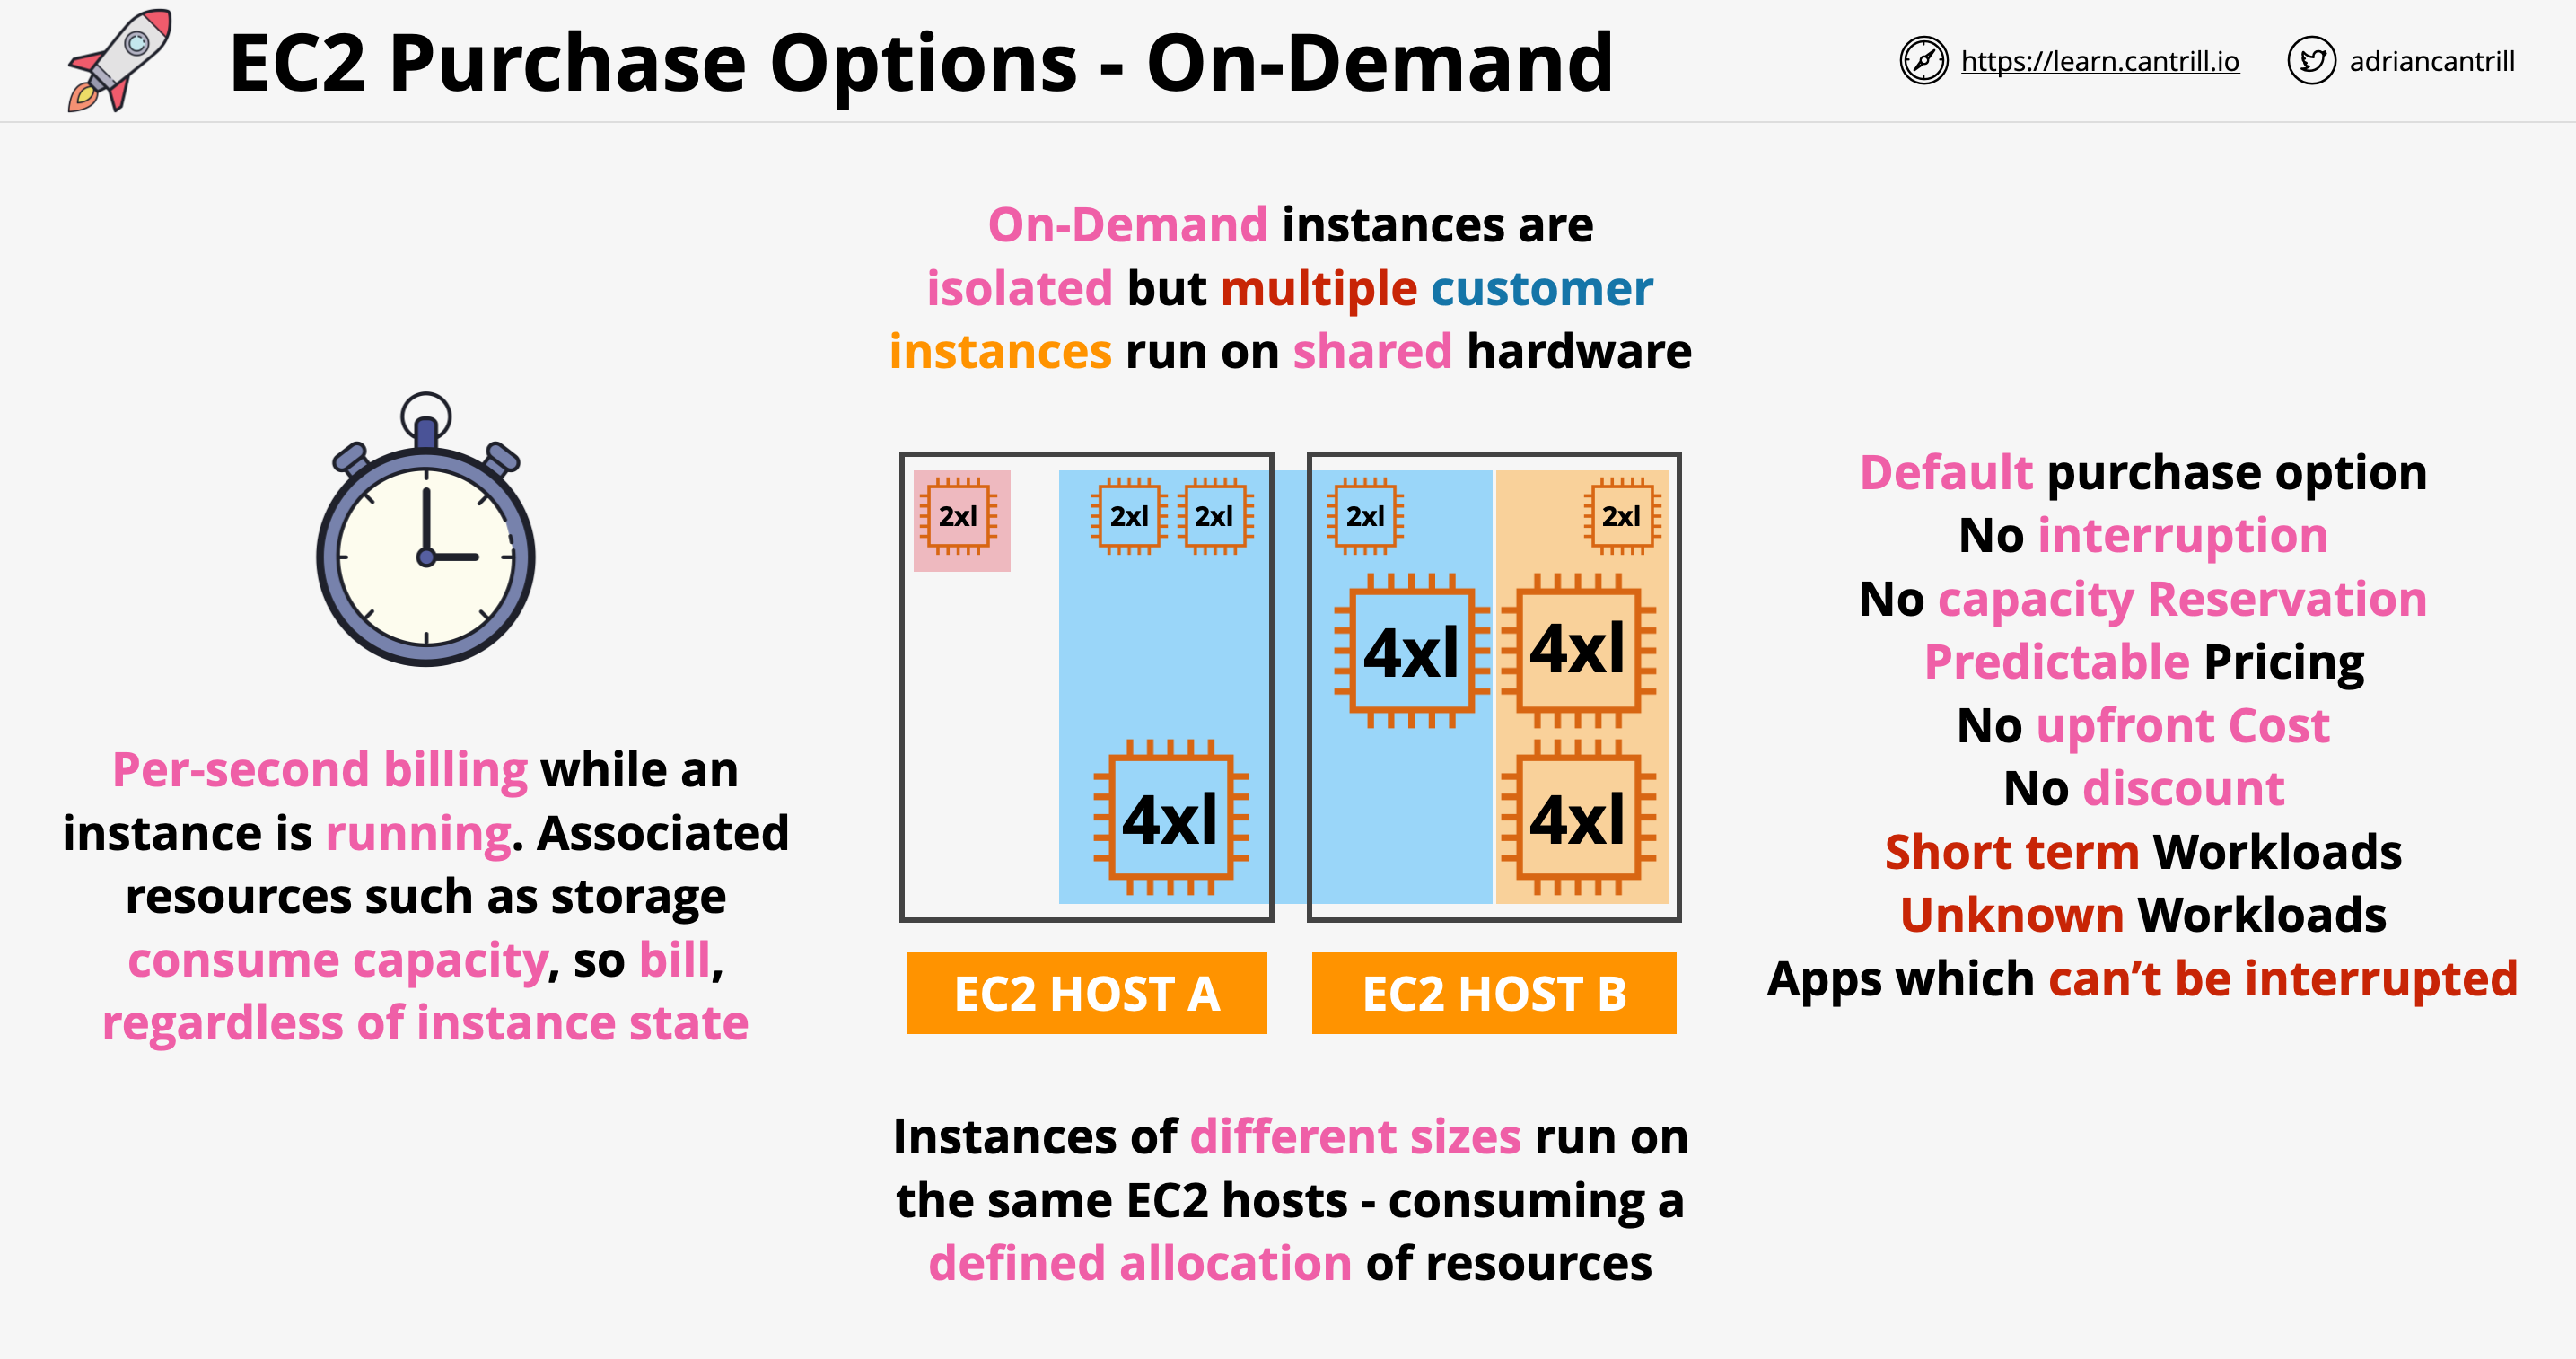 EC2 Purchase Options - On-Demand
https://learn.cantrill.io
adriancantrill
On-Demand instances are
isolated but multiple customer
instances run on shared hardware
Per-second billing while an
instance is running. Associated
resources such as storage
consume capacity, so bill,
regardless of instance state
2xl
2xl
2xl
4xl
2xl
2xl
4xl
4xl
4xl
EC2 HOST A
EC2 HOST B
Instances of different sizes run on
the same EC2 hosts - consuming a
defined allocation of resources
Default purchase option
No interruption
No capacity Reservation
Predictable Pricing
No upfront Cost
No discount
Short term Workloads
Unknown Workloads
Apps which can’t be interrupted